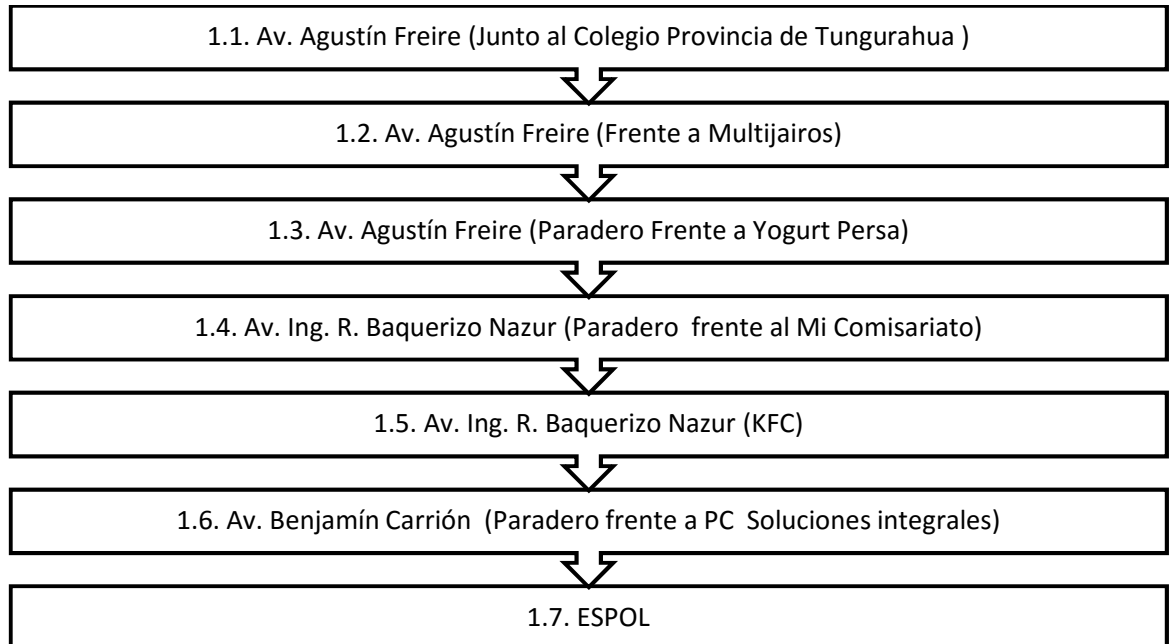 1.1. Av. Agustín Freire (Junto al Colegio Provincia de Tungurahua )
1.2. Av. Agustín Freire (Frente a Multijairos)
1.3. Av. Agustín Freire (Paradero Frente a Yogurt Persa)
1.4. Av. Ing. R. Baquerizo Nazur (Paradero  frente al Mi Comisariato)
1.5. Av. Ing. R. Baquerizo Nazur (KFC)
1.6. Av. Benjamín Carrión  (Paradero frente a PC  Soluciones integrales)
1.7. ESPOL